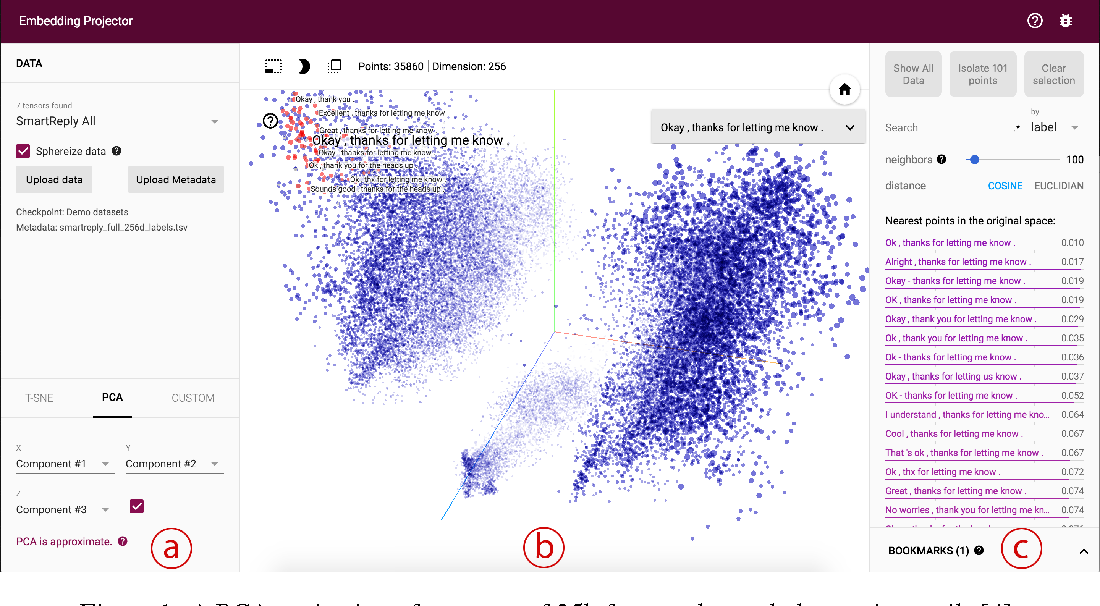 Embedding Projector
DATA
7 tensors found
SmartReply All
Sphereize data
Upload data
Upload Metadata
Checkpoint: Demo datasets
Metadata: smartreply_full_256d_labels.tsv
T-SNE
PCA
CUSTOM
X
Component #1
Y
Component #2
Z
Component #3
PCA is approximate.
a
Points: 35860 | Dimension: 256
Okay , thank you .
Excellent , thanks for letting me know
Great , thanks for letting me know.
Okay , thanks for letting me know .
Okay , thanks for letting me know
Ok , thank you for the heads up.
Ok , thx for letting me know
Sounds good , thanks for the heads up
Okay , thanks for letting me know .
b
Show All Data
Isolate 101 points
Clear selection
Search
by
label
neighbors
100
distance
COSINE
EUCLIDIAN
Nearest points in the original space:
Ok , thanks for letting me know . 0.010
Alright , thanks for letting me know . 0.017
Okay - thanks for letting me know . 0.019
OK , thanks for letting me know . 0.019
Okay , thank you for letting me know . 0.029
Ok , thank you for letting me know . 0.035
Ok - thanks for letting me know . 0.036
Okay , thanks for letting us know . 0.037
OK - thanks for letting me know . 0.052
I understand , thanks for letting me kno... 0.064
Cool , thanks for letting me know . 0.067
That 's ok , thanks for letting me know . 0.067
Ok , thx for letting me know . 0.072
Great , thanks for letting me know . 0.074
No worries , thank you for letting me kn... 0.074
BOOKMARKS (1)
c